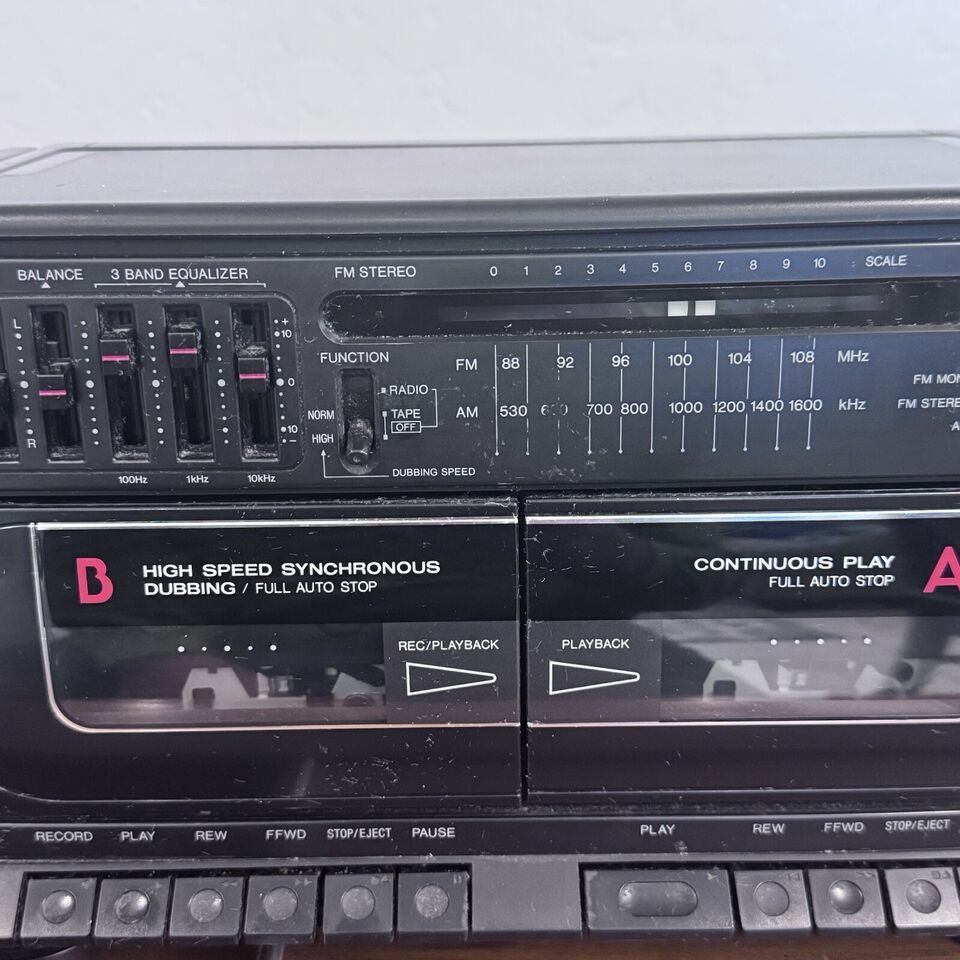 BALANCE 3 BAND EQUALIZER
L
R
+
10
0
10
−
100Hz 1kHz 10kHz
FM STEREO 0 1 2 3 4 5 6 7 8 9 10 SCALE
FUNCTION
RADIO
TAPE
OFF
NORM
HIGH
DUBBING SPEED
FM 88 92 96 100 104 108 MHz
AM 530 700 800 1000 1200 1400 1600 kHz
FM MON
FM STERE
A
B HIGH SPEED SYNCHRONOUS
DUBBING / FULL AUTO STOP
REC/PLAYBACK
CONTINUOUS PLAY A
FULL AUTO STOP
PLAYBACK
RECORD PLAY REW FFWD STOP/EJECT PAUSE
PLAY REW FFWD STOP/EJECT